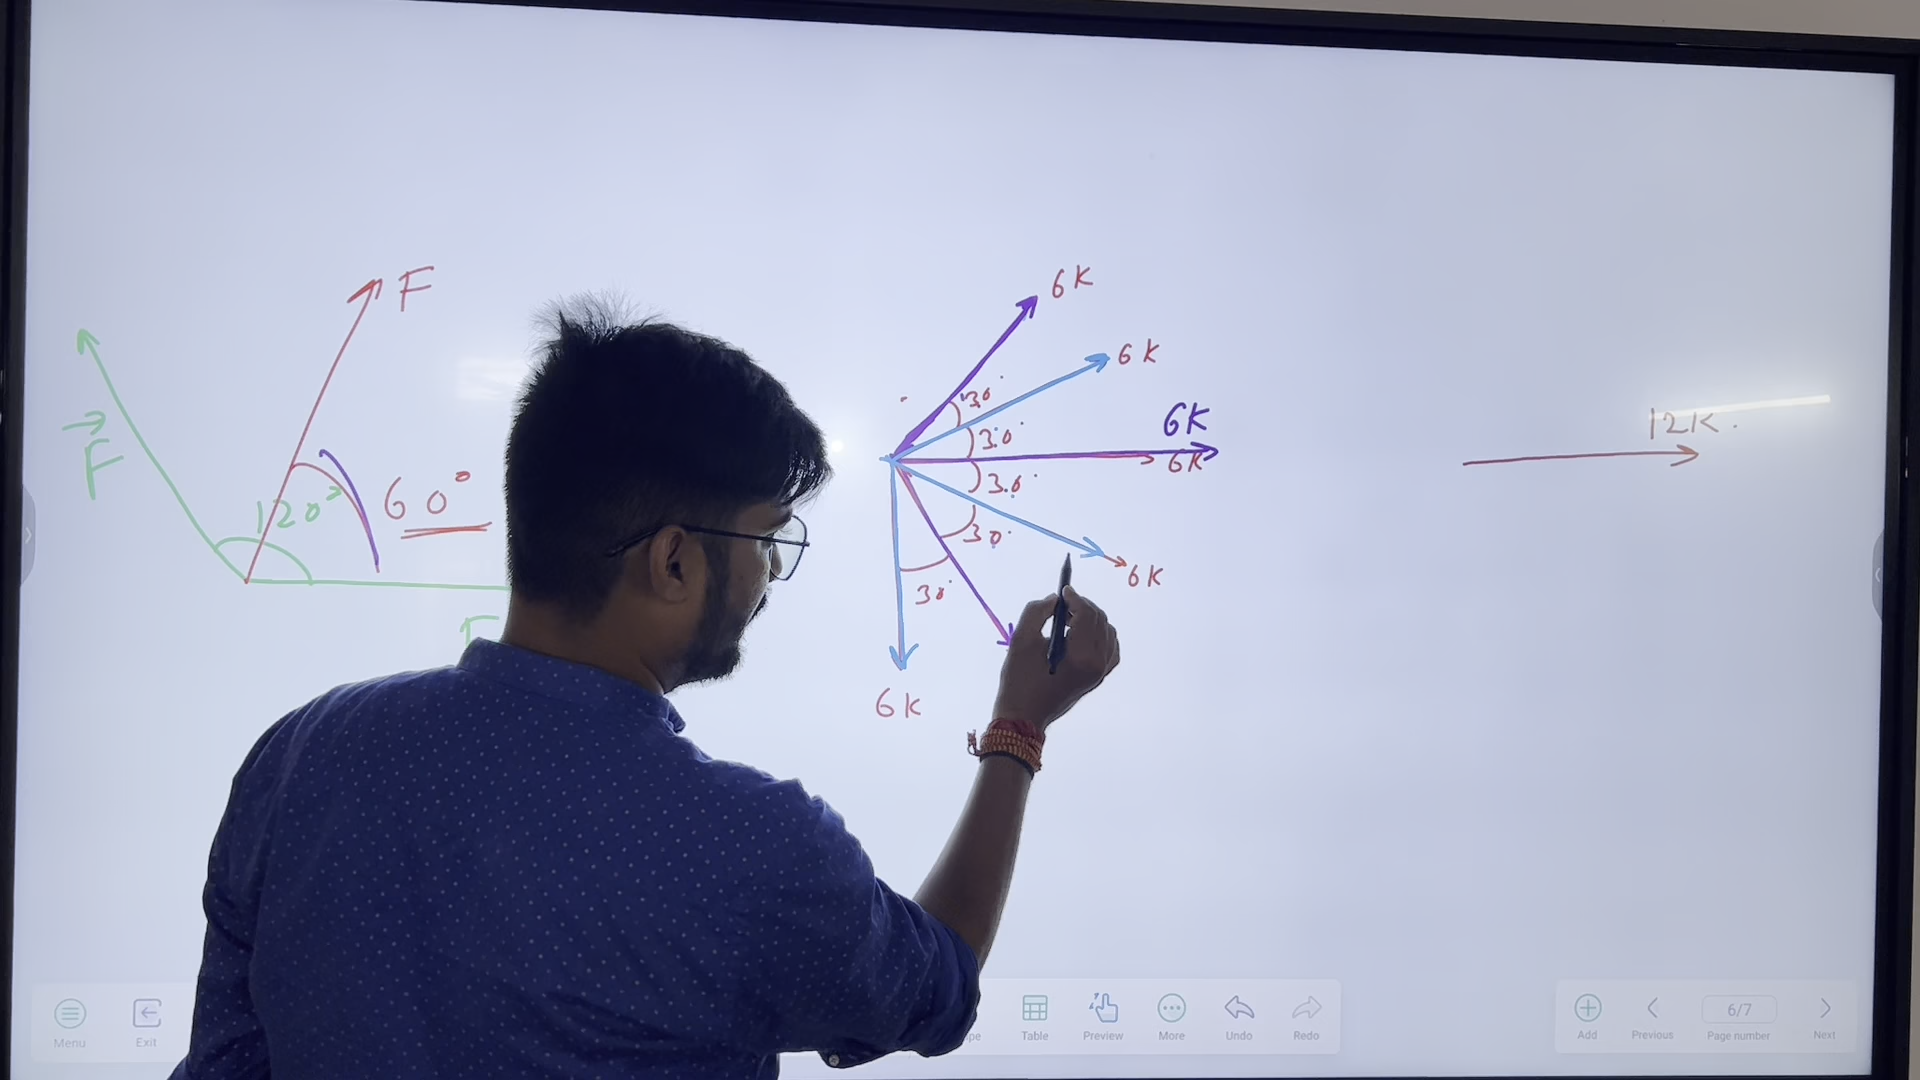 F
F
120°
60°
6K
6K
6K
6K
6K
6K
30°
30°
30°
30°
30°
12K.
Menu
Exit
Table
Preview
More
Undo
Redo
Add
Previous
6/7
Page number
Next